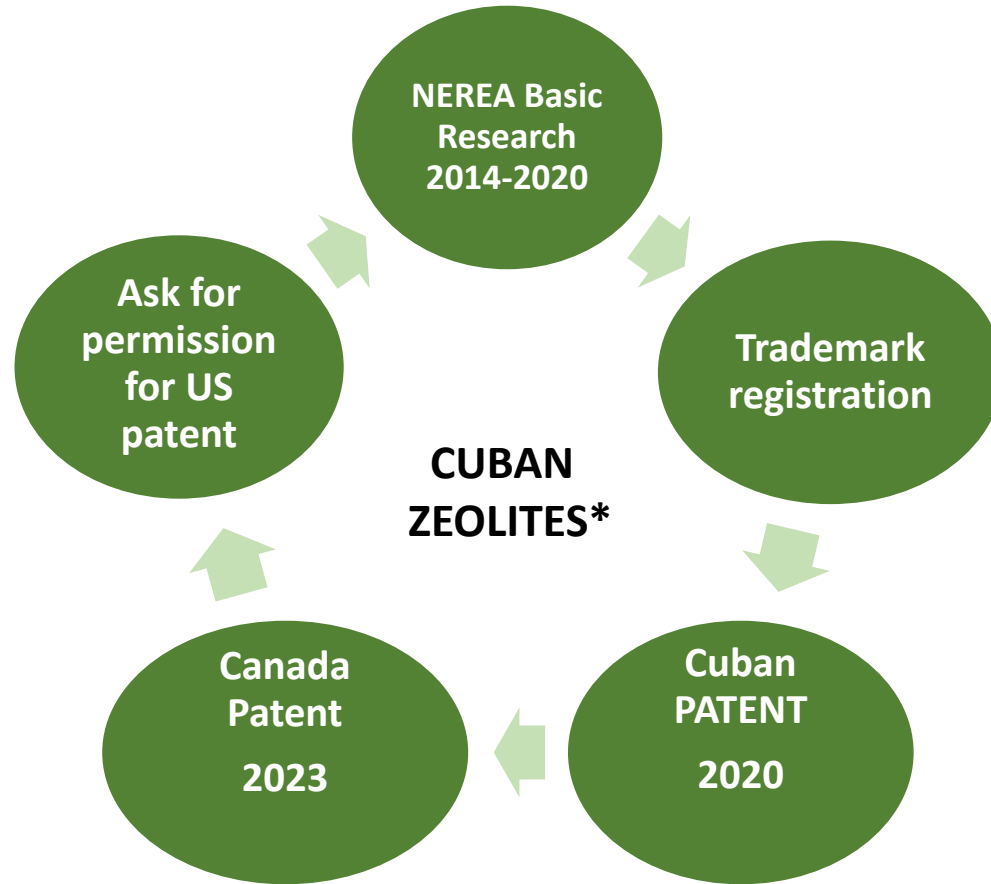 NEREA Basic
Research
2014-2020
Trademark
registration
Cuban
PATENT
2020
Canada
Patent
2023
Ask for
permission
for US
patent
CUBAN
ZEOLITES*